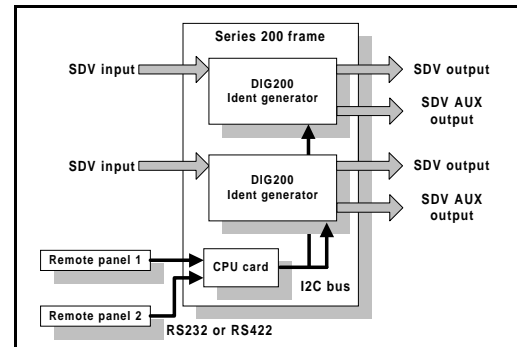 Series 200 frame
SDV input
DIG200
Ident generator
SDV output
SDV AUX
output
SDV input
DIG200
Ident generator
SDV output
SDV AUX
output
Remote panel 1
CPU card
I2C bus
Remote panel 2
RS232 or RS422